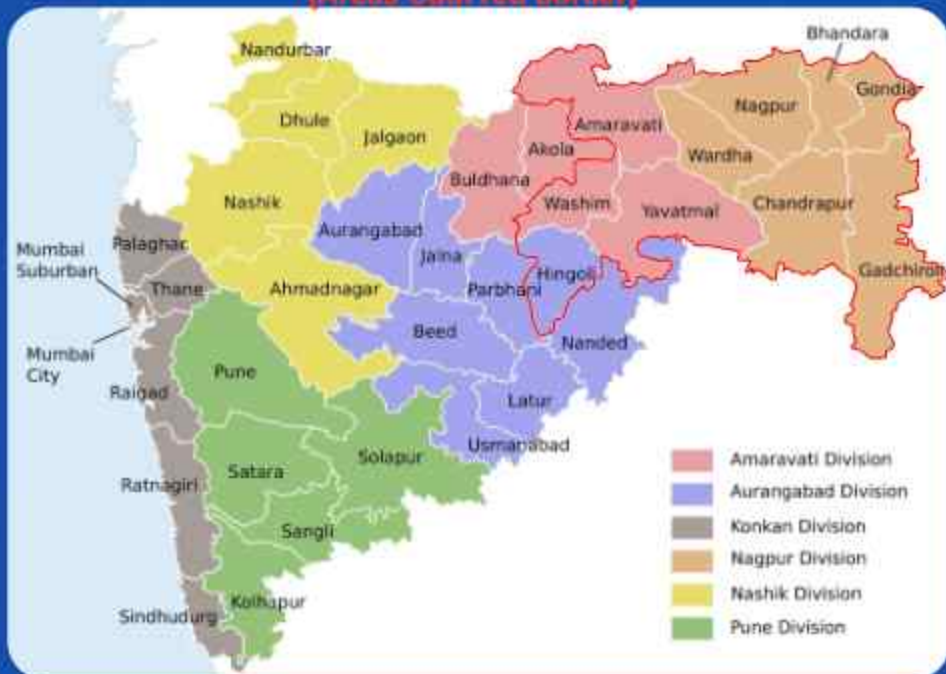 Nandurbar
Bhandara
Gondia
Nagpur
Dhule
Jalgaon
Amaravati
Akola
Wardha
Buldhana
Nashik
Washim
Yavatmal
Chandrapur
Aurangabad
Palaghar
Mumbai
Suburban
Jalna
Hingoli
Gadchiroli
Thane
Ahmadnagar
Parbhani
Beed
Nanded
Mumbai
City
Pune
Raigad
Latur
Usmanabad
Solapur
Satara
Ratnagiri
Sangli
Kolhapur
Sindhudurg
Amaravati Division
Aurangabad Division
Konkan Division
Nagpur Division
Nashik Division
Pune Division